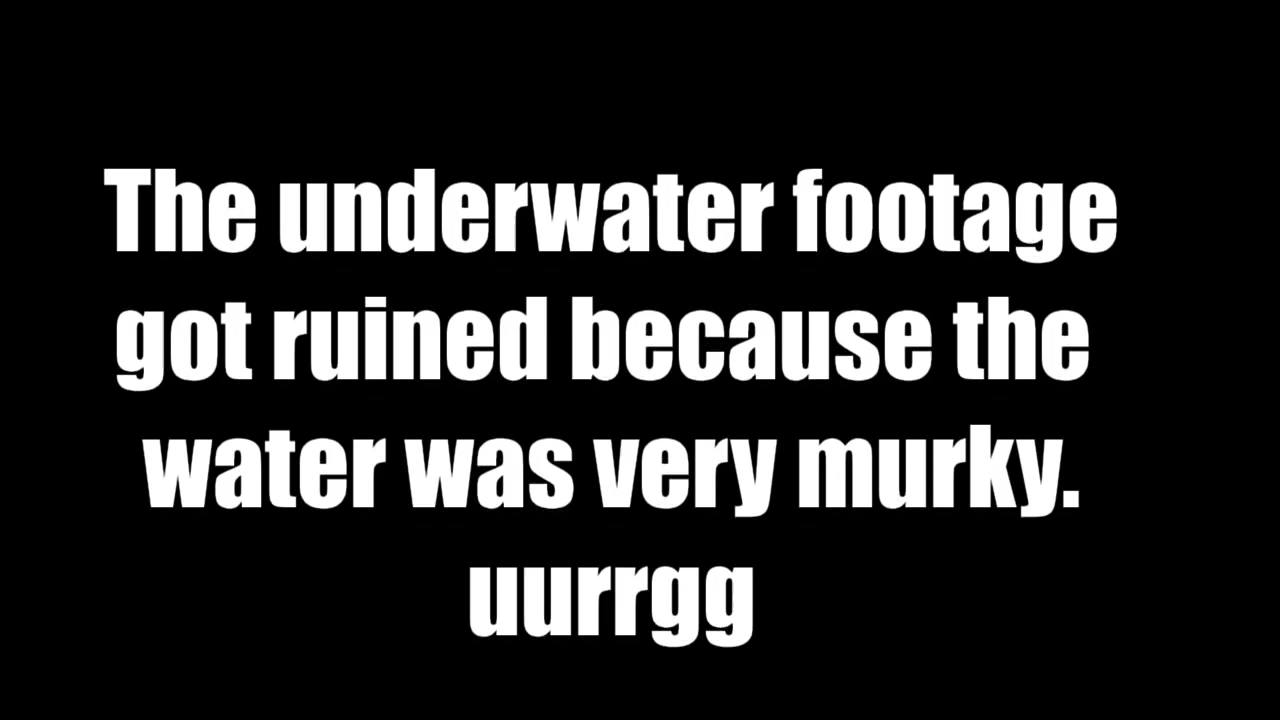 The underwater footage
got ruined because the
water was very murky.
uurrgg